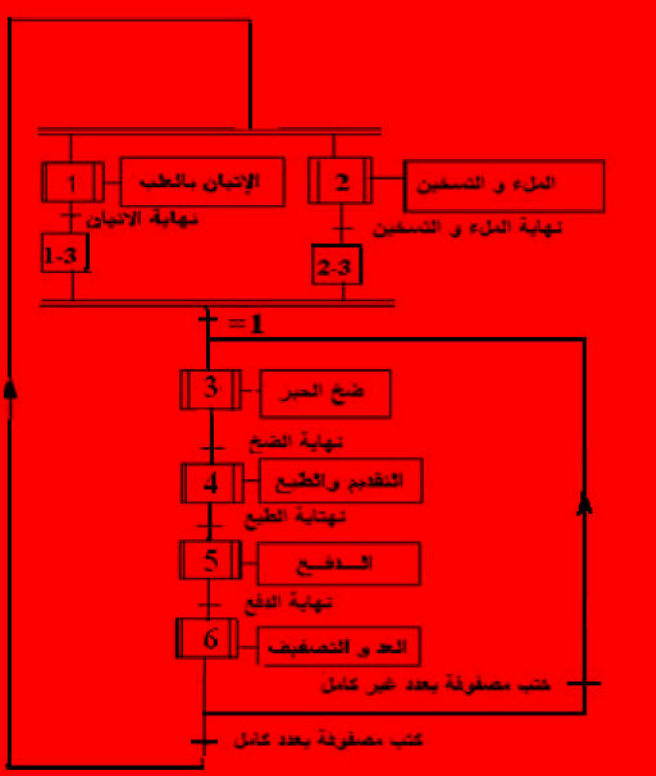 1 الإتيان بالعلب
2 الملء و التسخين
نهاية الاتيان
نهاية الملء و التسخين
1-3
2-3
=1
3 ضخ الحبر
نهاية الضخ
4 التقديم والطبع
نهتاية الطبع
5 الــدفــع
نهاية الدفع
6 العد و التصفيف
كتب مصفوفة بعدد غير كامل
كتب مصفوفة بعدد كامل